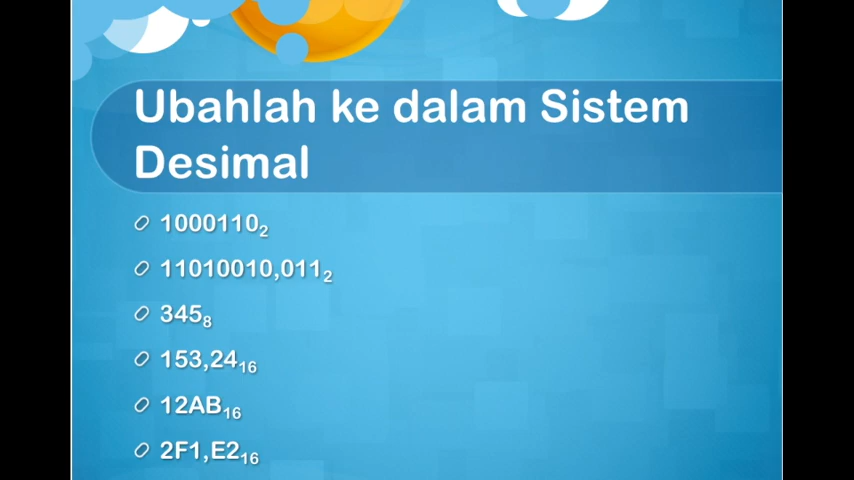 Ubahlah ke dalam Sistem
Desimal
1000110₂
11010010,011₂
345₈
153,24₁₆
12AB₁₆
2F1,E2₁₆